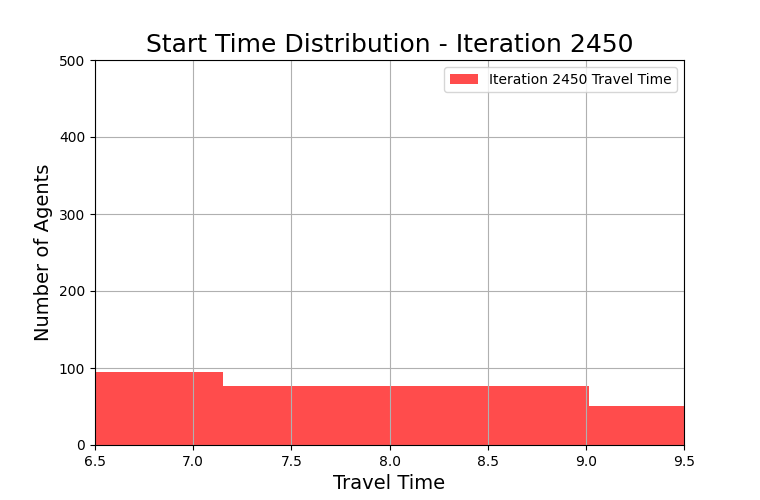 Start Time Distribution - Iteration 2450
Iteration 2450 Travel Time
Number of Agents
500
400
300
200
100
0
6.5 7.0 7.5 8.0 8.5 9.0 9.5
Travel Time